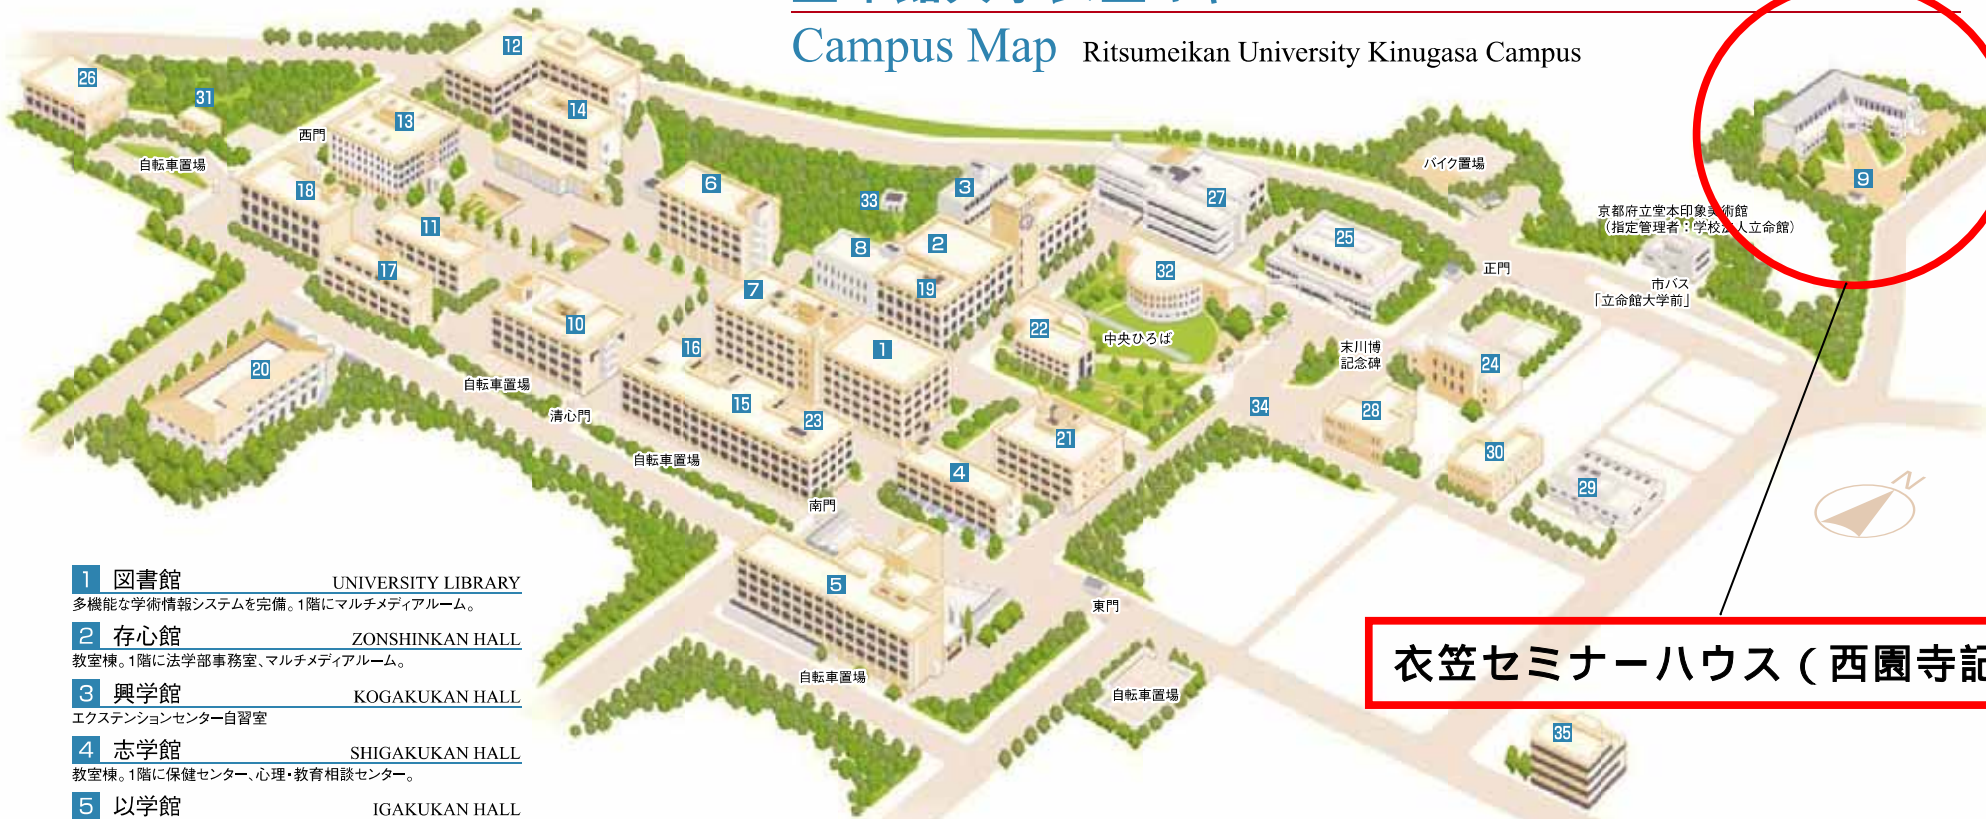 Campus Map Ritsumeikan University Kinugasa Campus
12
26
31
14
13
西門
自転車置場
バイク置場
9
6
3
18
33
27
京都府立堂本印象美術館
(指定管理者:学校法人立命館)
11
25
8
2
17
32
正門
19
7
市バス
「立命館大学前」
10
22
中央ひろば
16
1
末川博
記念碑
24
20
自転車置場
15
34
28
清心門
23
21
自転車置場
30
4
29
N
南門
5
東門
自転車置場
自転車置場
衣笠セミナーハウス(西園寺記
35
1 図書館 UNIVERSITY LIBRARY
多機能な学術情報システムを完備。1階にマルチメディアルーム。
2 存心館 ZONSHINKAN HALL
教室棟。1階に法学部事務室、マルチメディアルーム。
3 興学館 KOGAKUKAN HALL
エクステンションセンター自習室
4 志学館 SHIGAKUKAN HALL
教室棟。1階に保健センター、心理・教育相談センター。
5 以学館 IGAKUKAN HALL